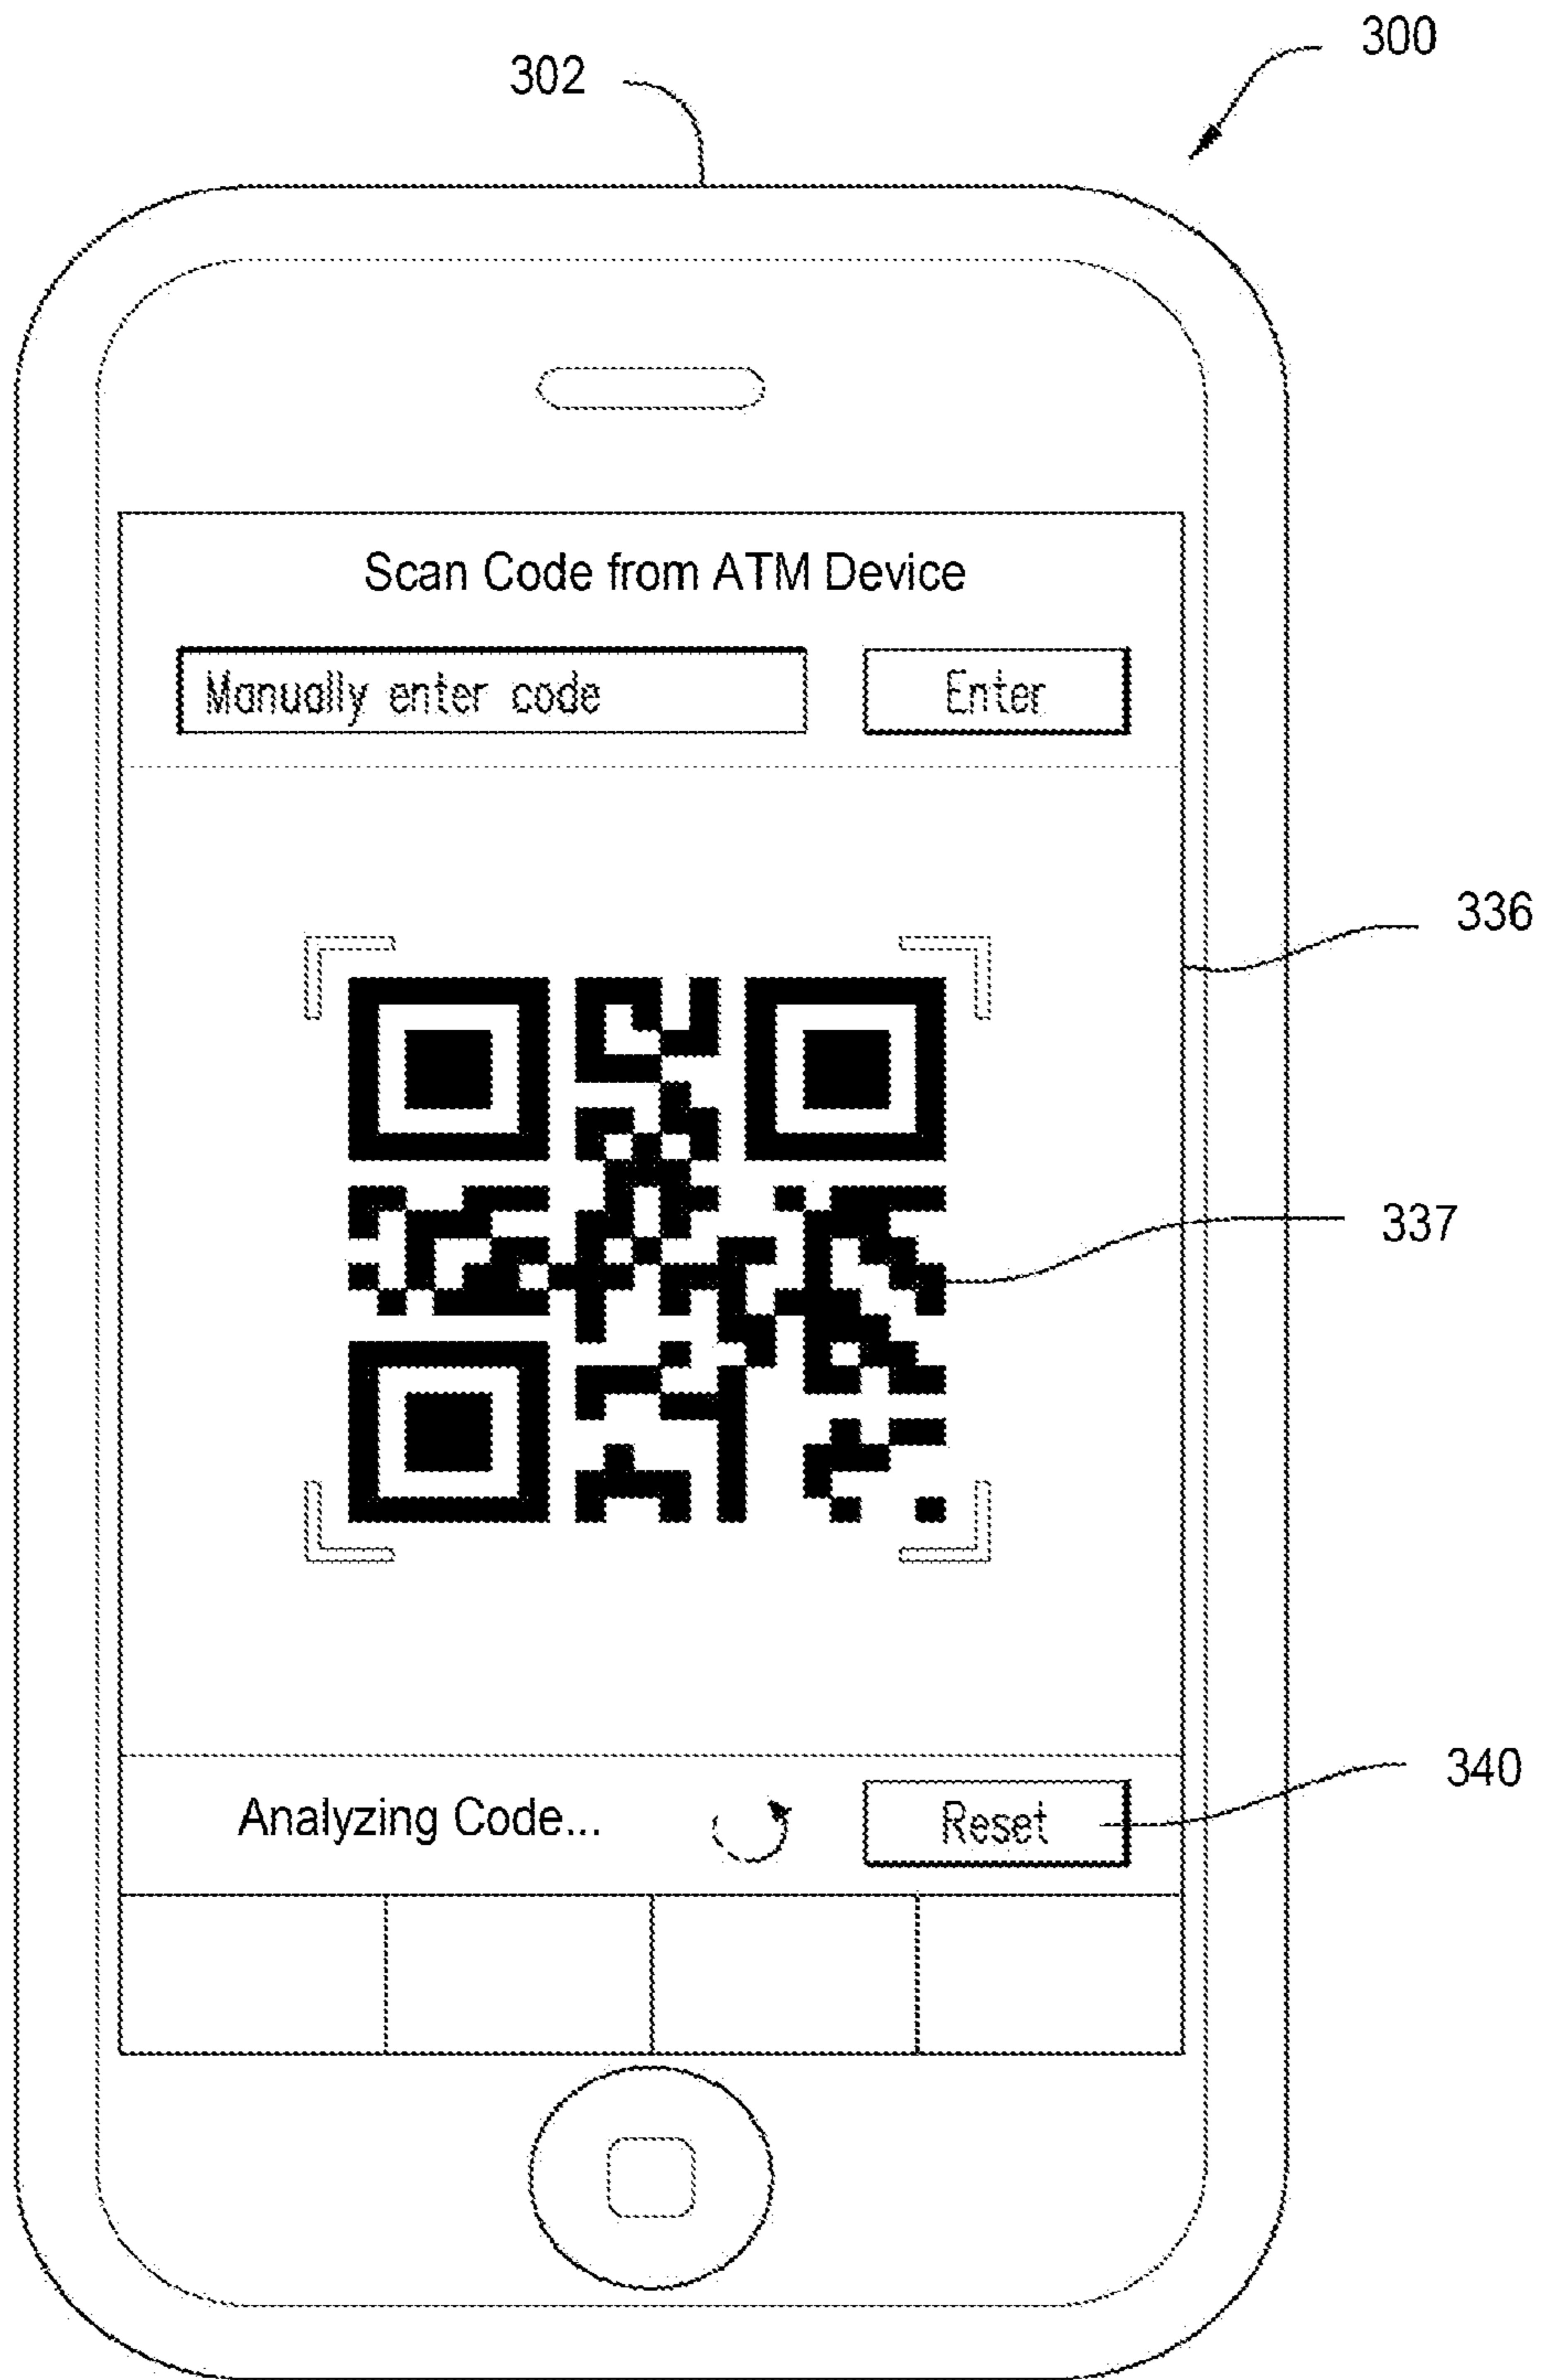 300
302
Scan Code from ATM Device
Manually enter code Enter
336
337
Analyzing Code... Reset 340